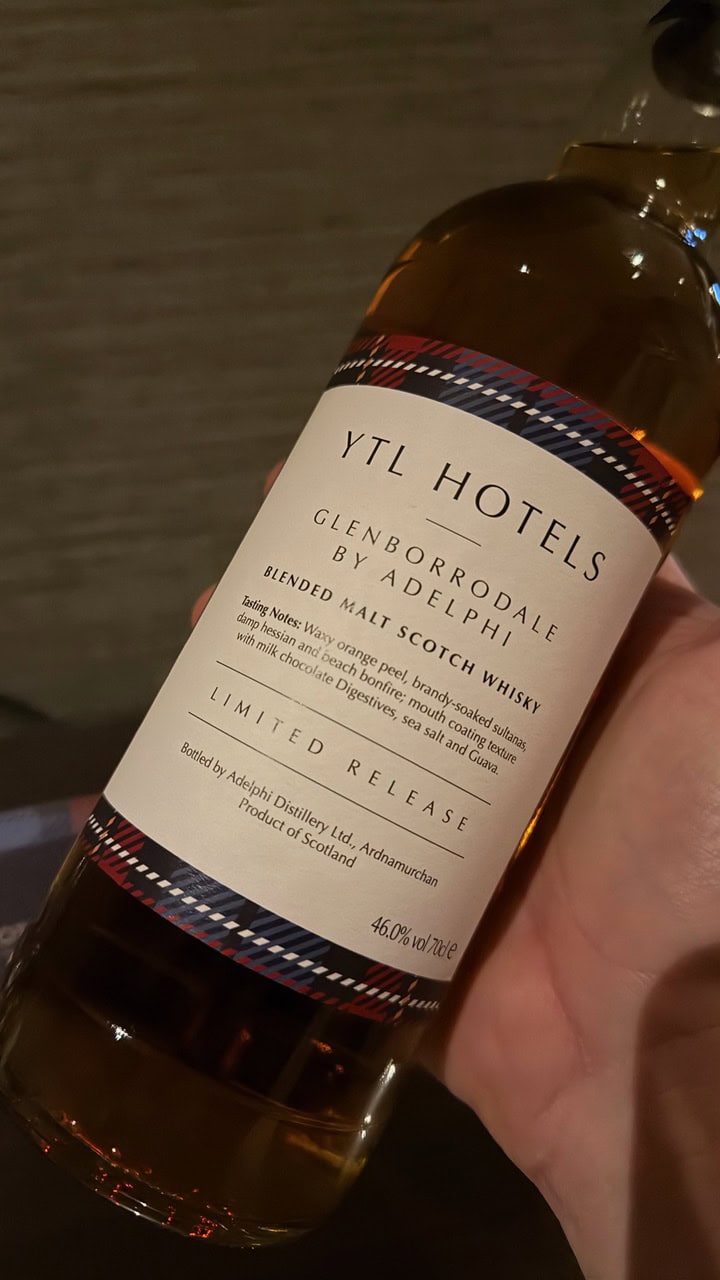 YTL HOTELS
GLENBORRODALE
BY ADELPHI
BLENDED MALT SCOTCH WHISKY
Tasting Notes: Waxy orange peel, brandy-soaked sultanas,
damp hessian and beach bonfire; mouth coating texture
with milk chocolate Digestives, sea salt and Guava.
LIMITED RELEASE
Bottled by Adelphi Distillery Ltd., Ardnamurchan
Product of Scotland
46.0% vol 70cl e